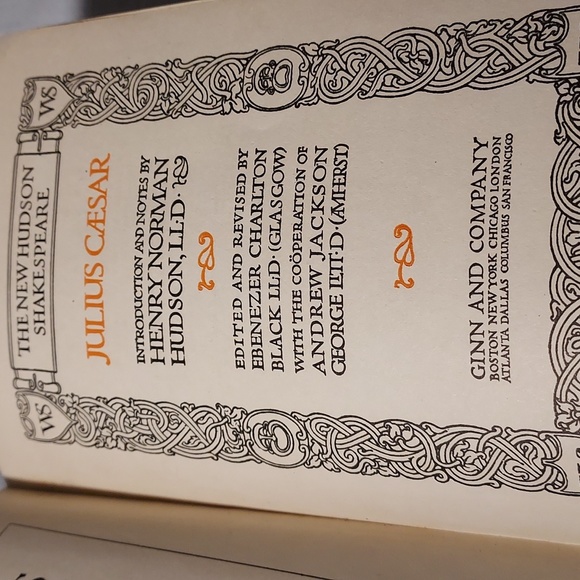 WS
THE NEW HUDSON
SHAKESPEARE
WS
JULIUS CÆSAR
INTRODUCTION AND NOTES BY
HENRY NORMAN
HUDSON, LL.D.
EDITED AND REVISED BY
EBENEZER CHARLTON
BLACK LL.D. (GLASGOW)
WITH THE COÖPERATION OF
ANDREW JACKSON
GEORGE LITT.D. (AMHERST)
GINN AND COMPANY
BOSTON NEW YORK CHICAGO LONDON
ATLANTA DALLAS COLUMBUS SAN FRANCISCO